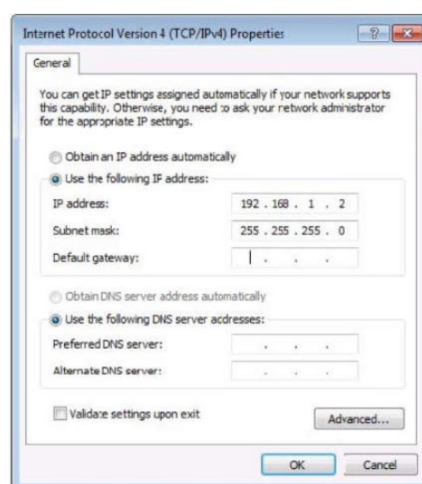 Internet Protocol Version 4 (TCP/IPv4) Properties
General
You can get IP settings assigned automatically if your network supports
this capability. Otherwise, you need to ask your network administrator
for the appropriate IP settings.
Obtain an IP address automatically
Use the following IP address:
IP address: 192 . 168 . 1 . 2
Subnet mask: 255 . 255 . 255 . 0
Default gateway: . . .
Obtain DNS server address automatically
Use the following DNS server addresses:
Preferred DNS server: . . .
Alternate DNS server: . . .
Validate settings upon exit
Advanced...
OK Cancel